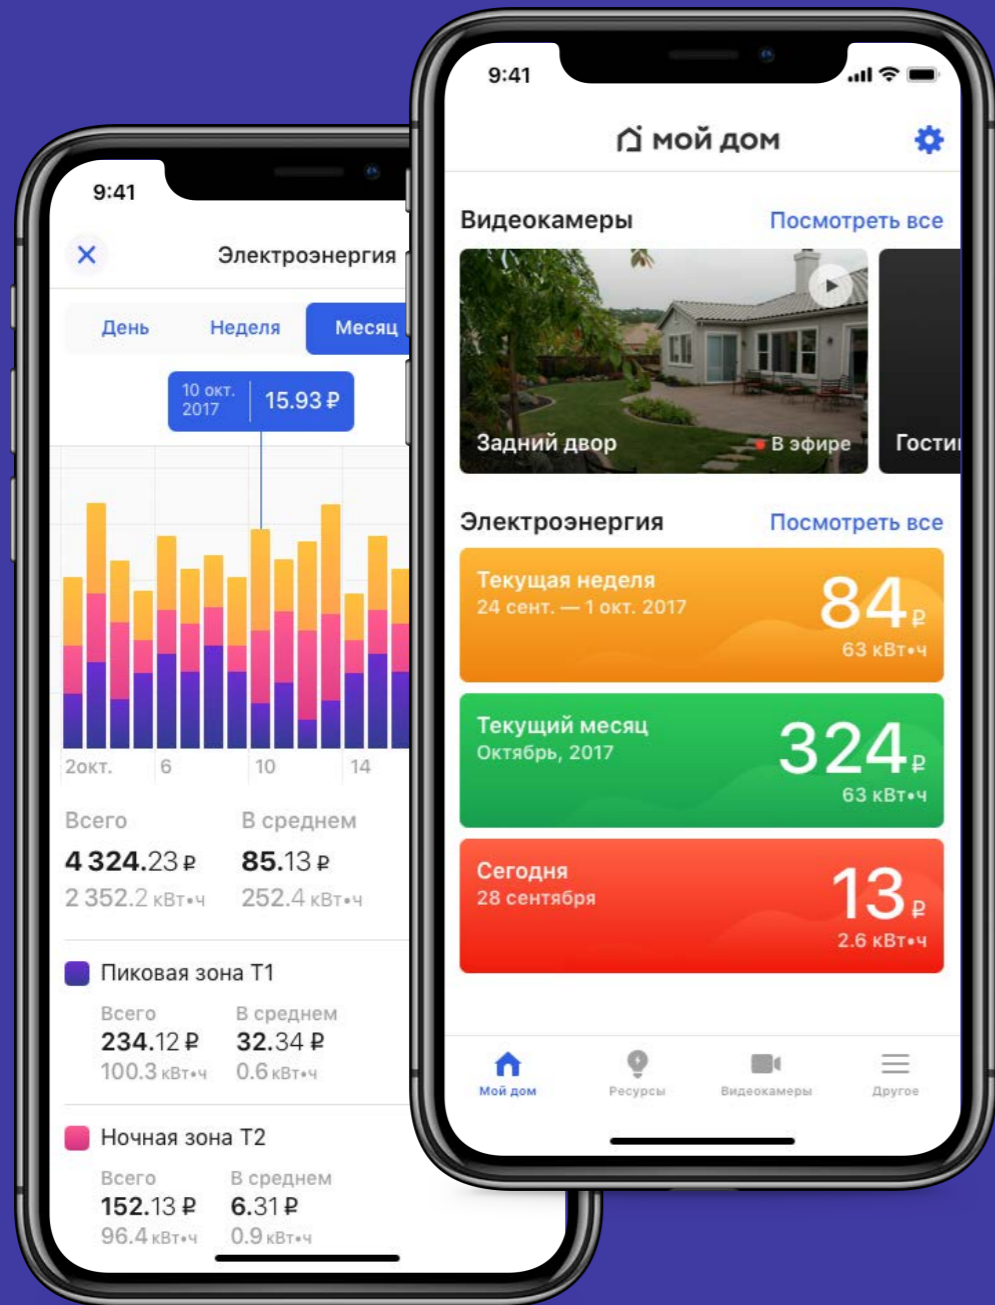 9:41
Электроэнергия
День Неделя Месяц
10 окт.
2017
15.93 ₽
2окт. 6 10 14
Всего В среднем
4 324.23 ₽ 85.13 ₽
2 352.2 кВт•ч 252.4 кВт•ч
Пиковая зона Т1
Всего В среднем
234.12 ₽ 32.34 ₽
100.3 кВт•ч 0.6 кВт•ч
Ночная зона Т2
Всего В среднем
152.13 ₽ 6.31 ₽
96.4 кВт•ч 0.9 кВт•ч
9:41
мой дом
Видеокамеры Посмотреть все
Задний двор В эфире
Электроэнергия Посмотреть все
Текущая неделя
24 сент. — 1 окт. 2017
84 ₽
63 кВт•ч
Текущий месяц
Октябрь, 2017
324 ₽
63 кВт•ч
Сегодня
28 сентября
13 ₽
2.6 кВт•ч
Мой дом Ресурсы Видеокамеры Другое